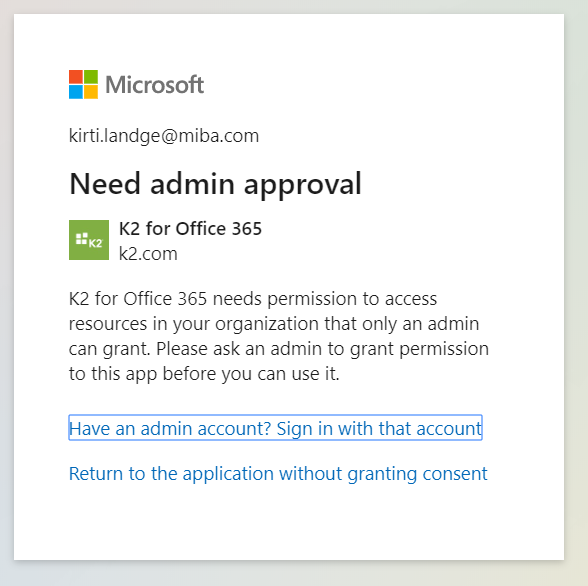 Microsoft
kirti.landge@miba.com
Need admin approval
K2
K2 for Office 365
k2.com
K2 for Office 365 needs permission to access
resources in your organization that only an admin
can grant. Please ask an admin to grant permission
to this app before you can use it.
Have an admin account? Sign in with that account
Return to the application without granting consent